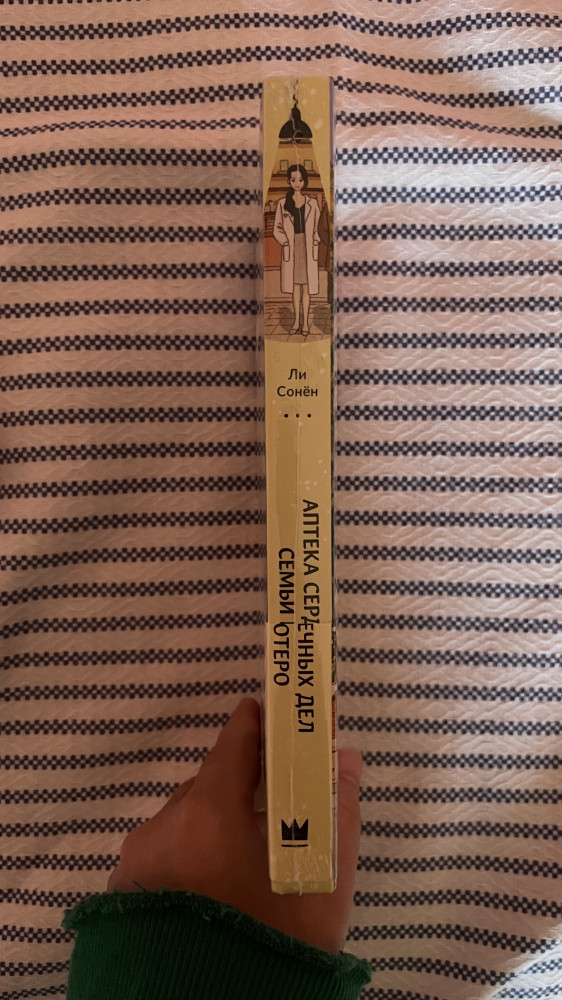 Ли
Сонён
• • •
АПТЕКА СЕРДЕЧНЫХ ДЕЛ
СЕМЬИ ОТЕРО